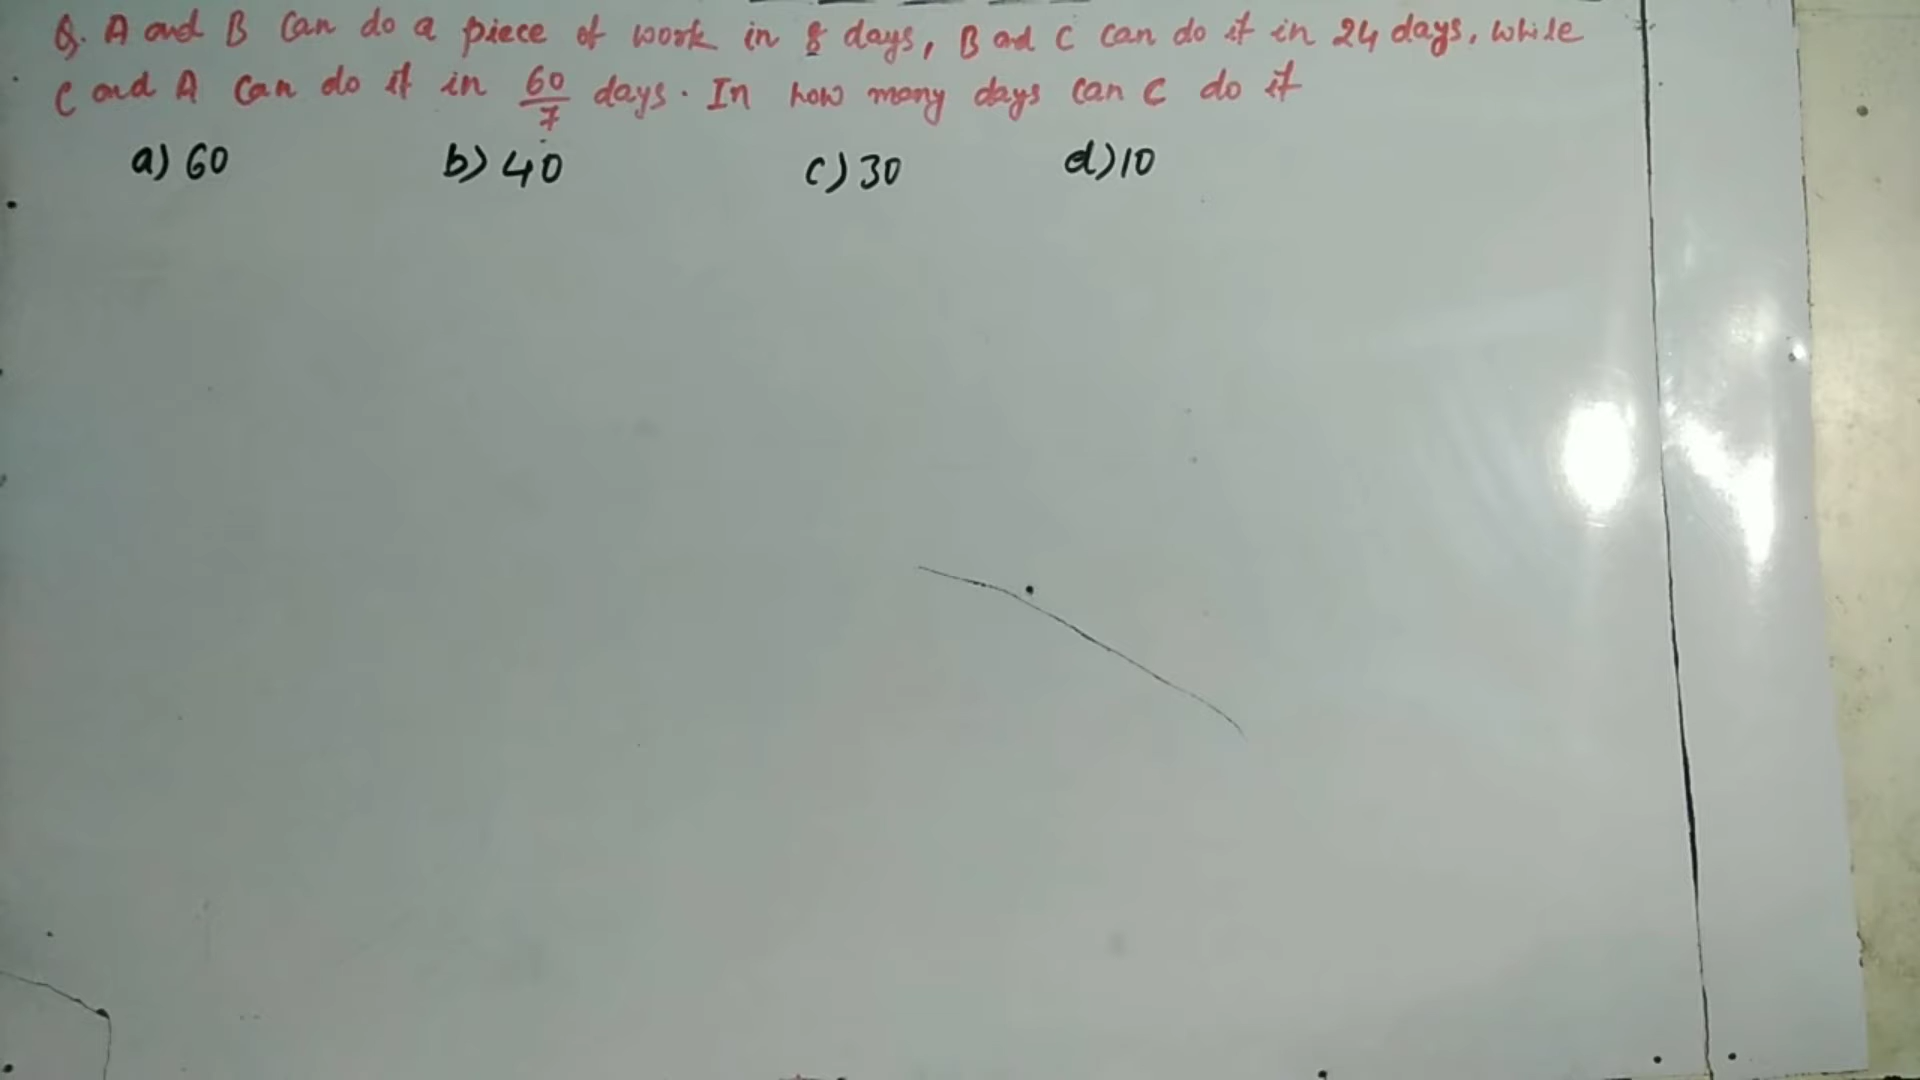 Q. A and B Can do a piece of work in 8 days, B and C can do it in 24 days, while
C and A Can do it in 60/7 days. In how many days can C do it
a) 60 b) 40 c) 30 d) 10